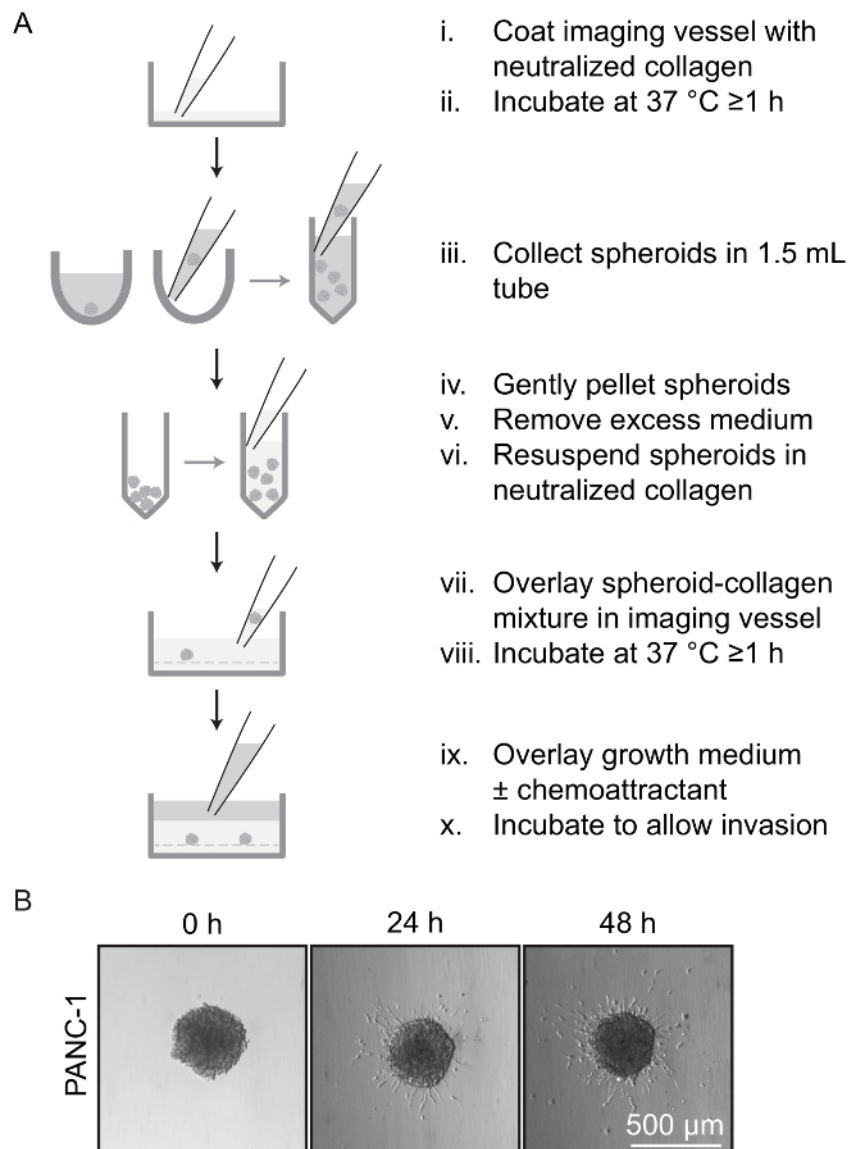 A
i. Coat imaging vessel with
neutralized collagen
ii. Incubate at 37 °C ≥1 h
iii. Collect spheroids in 1.5 mL
tube
iv. Gently pellet spheroids
v. Remove excess medium
vi. Resuspend spheroids in
neutralized collagen
vii. Overlay spheroid-collagen
mixture in imaging vessel
viii. Incubate at 37 °C ≥1 h
ix. Overlay growth medium
± chemoattractant
x. Incubate to allow invasion
B
0 h 24 h 48 h
PANC-1
500 µm